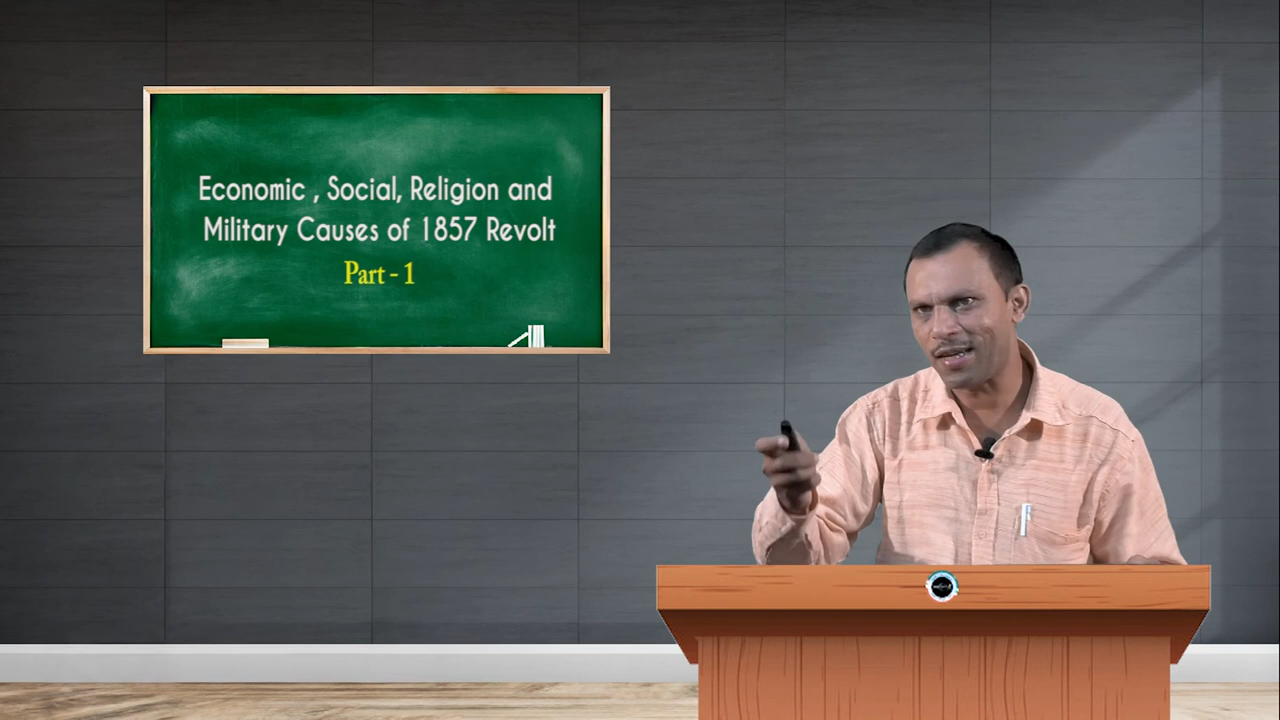 Economic , Social, Religion and
Military Causes of 1857 Revolt
Part - 1